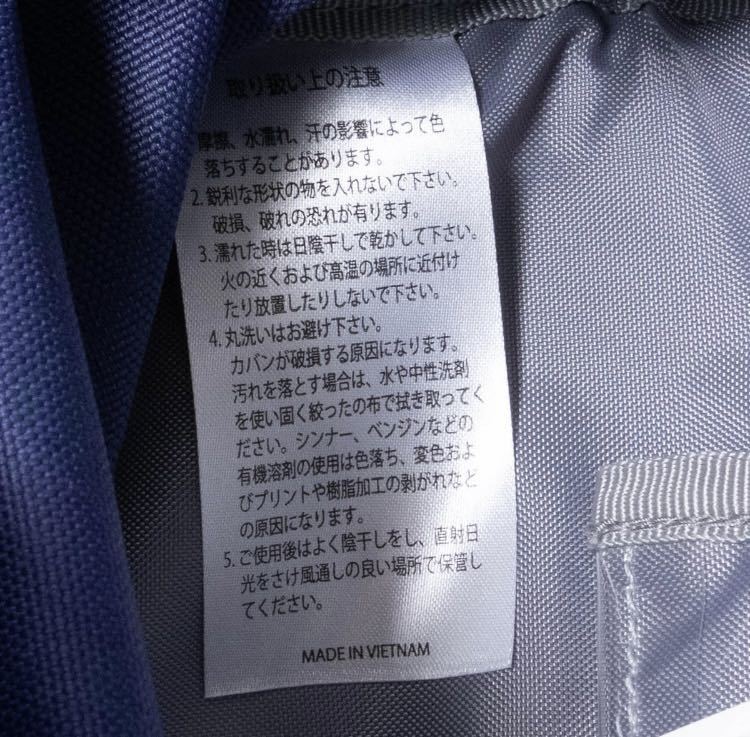 取り扱い上の注意
摩擦、水濡れ、汗の影響によって色
落ちすることがあります。
2. 鋭利な形状の物を入れないで下さい。
破損、破れの恐れが有ります。
3. 濡れた時は日陰干しで乾かして下さい。
火の近くおよび高温の場所に近付け
たり放置したりしないで下さい。
4. 丸洗いはお避け下さい。
カバンが破損する原因になります。
汚れを落とす場合は、水や中性洗剤
を使い固く絞ったの布で拭き取ってく
ださい。シンナー、ベンジンなどの
有機溶剤の使用は色落ち、変色およ
びプリントや樹脂加工の剥がれなど
の原因になります。
5. ご使用後はよく陰干しをし、直射日
光をさけ風通しの良い場所で保管し
てください。
MADE IN VIETNAM